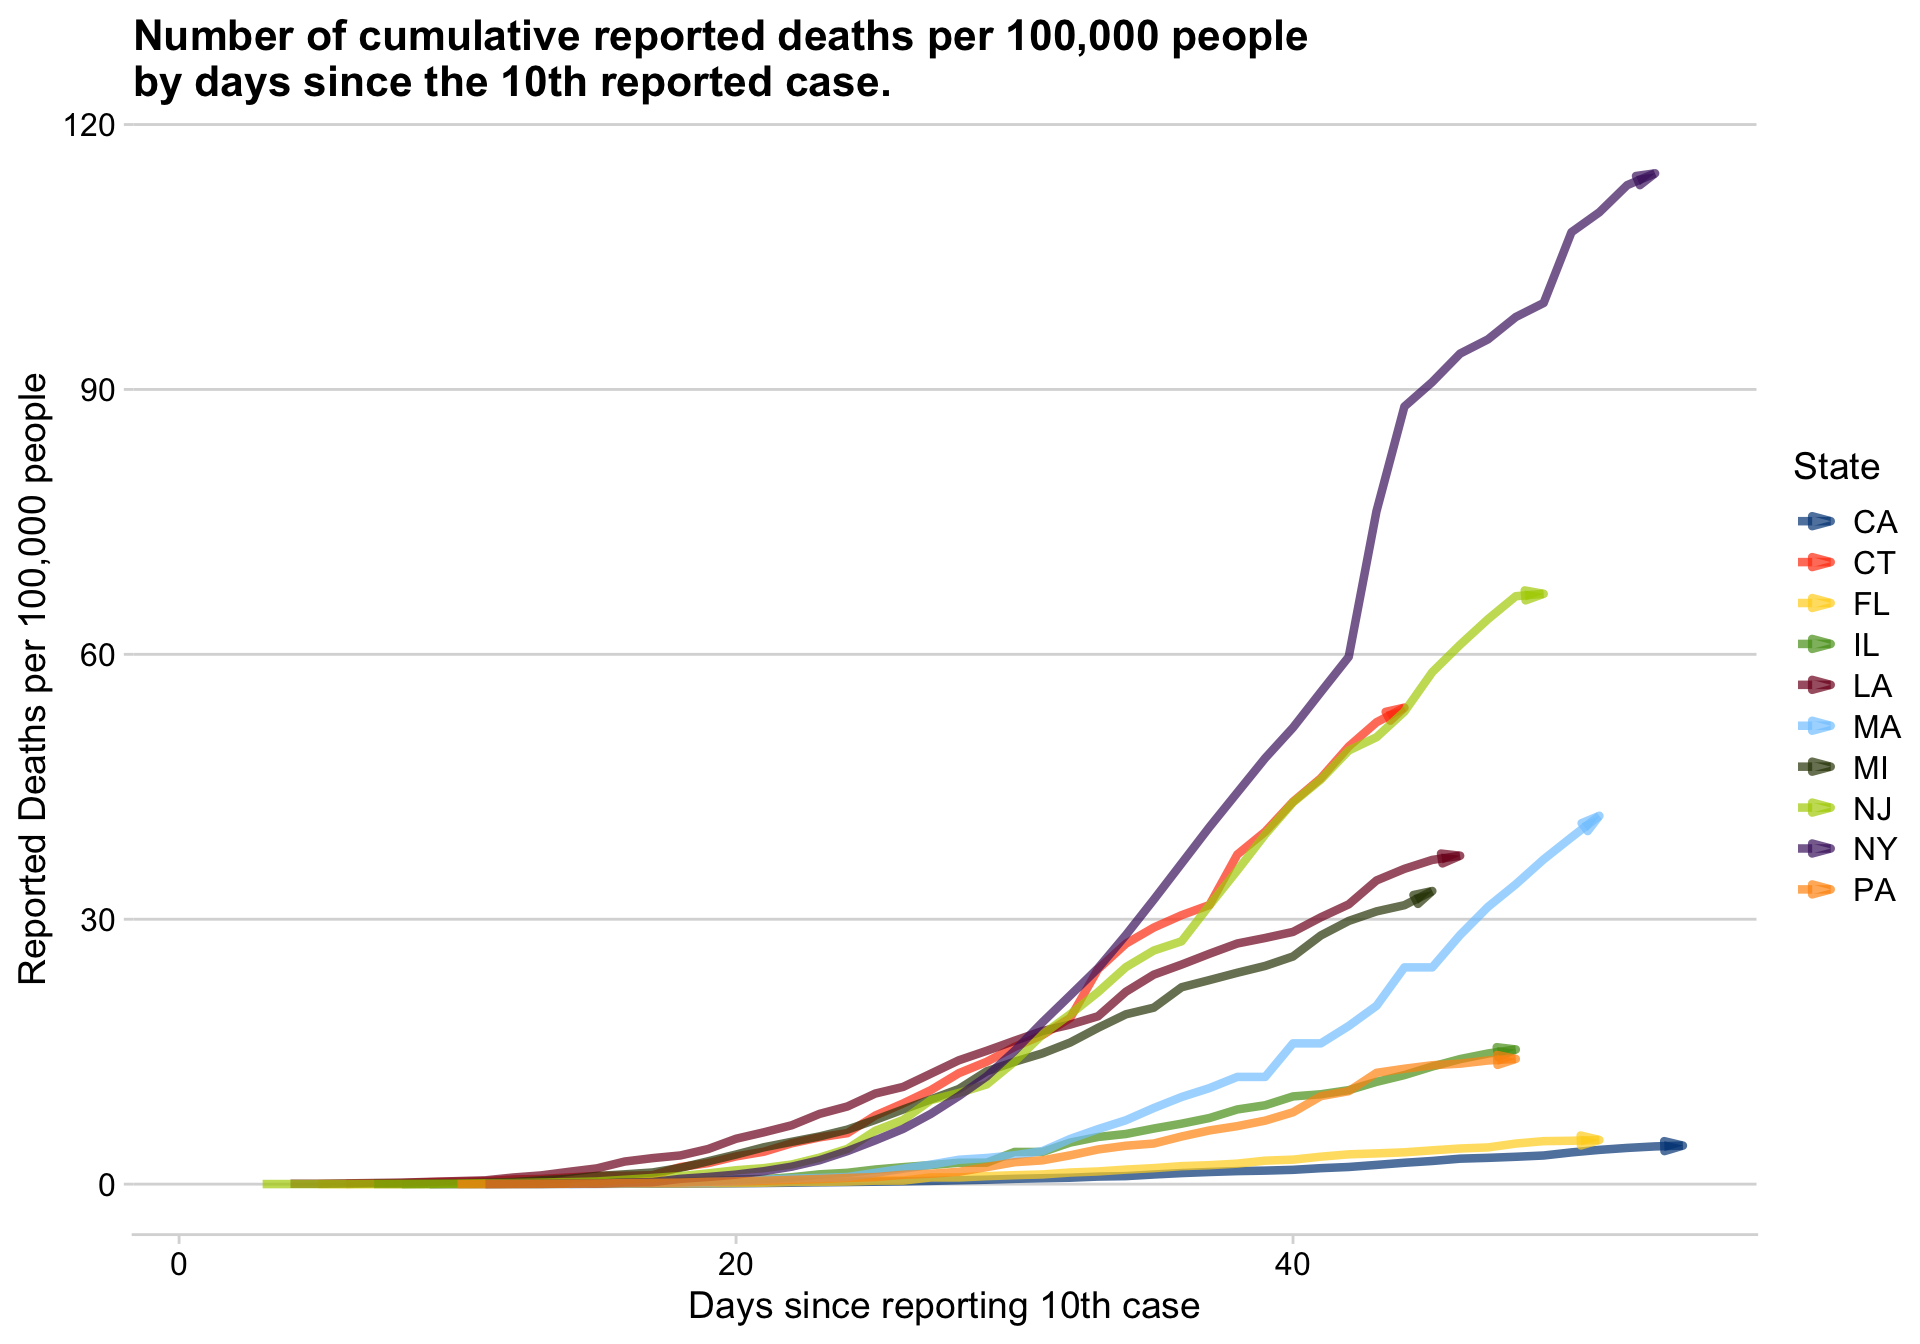 Number of cumulative reported deaths per 100,000 people
by days since the 10th reported case.
Reported Deaths per 100,000 people
120
90
60
30
0
0
20
40
Days since reporting 10th case
State
CA
CT
FL
IL
LA
MA
MI
NJ
NY
PA